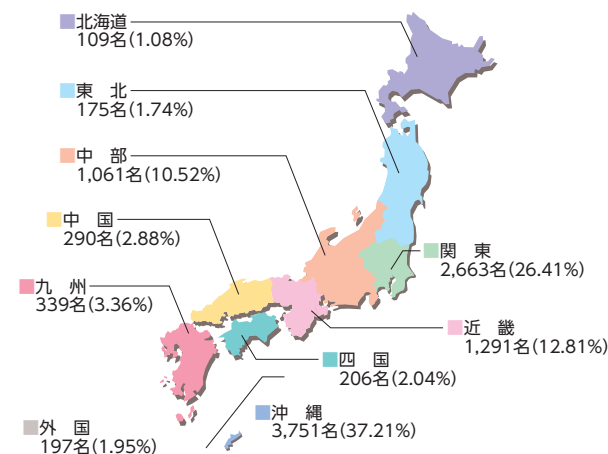 北海道
109名(1.08%)
東　北
175名(1.74%)
中　部
1,061名(10.52%)
中　国
290名(2.88%)
関　東
2,663名(26.41%)
九　州
339名(3.36%)
近　畿
1,291名(12.81%)
四　国
206名(2.04%)
沖　縄
3,751名(37.21%)
外　国
197名(1.95%)